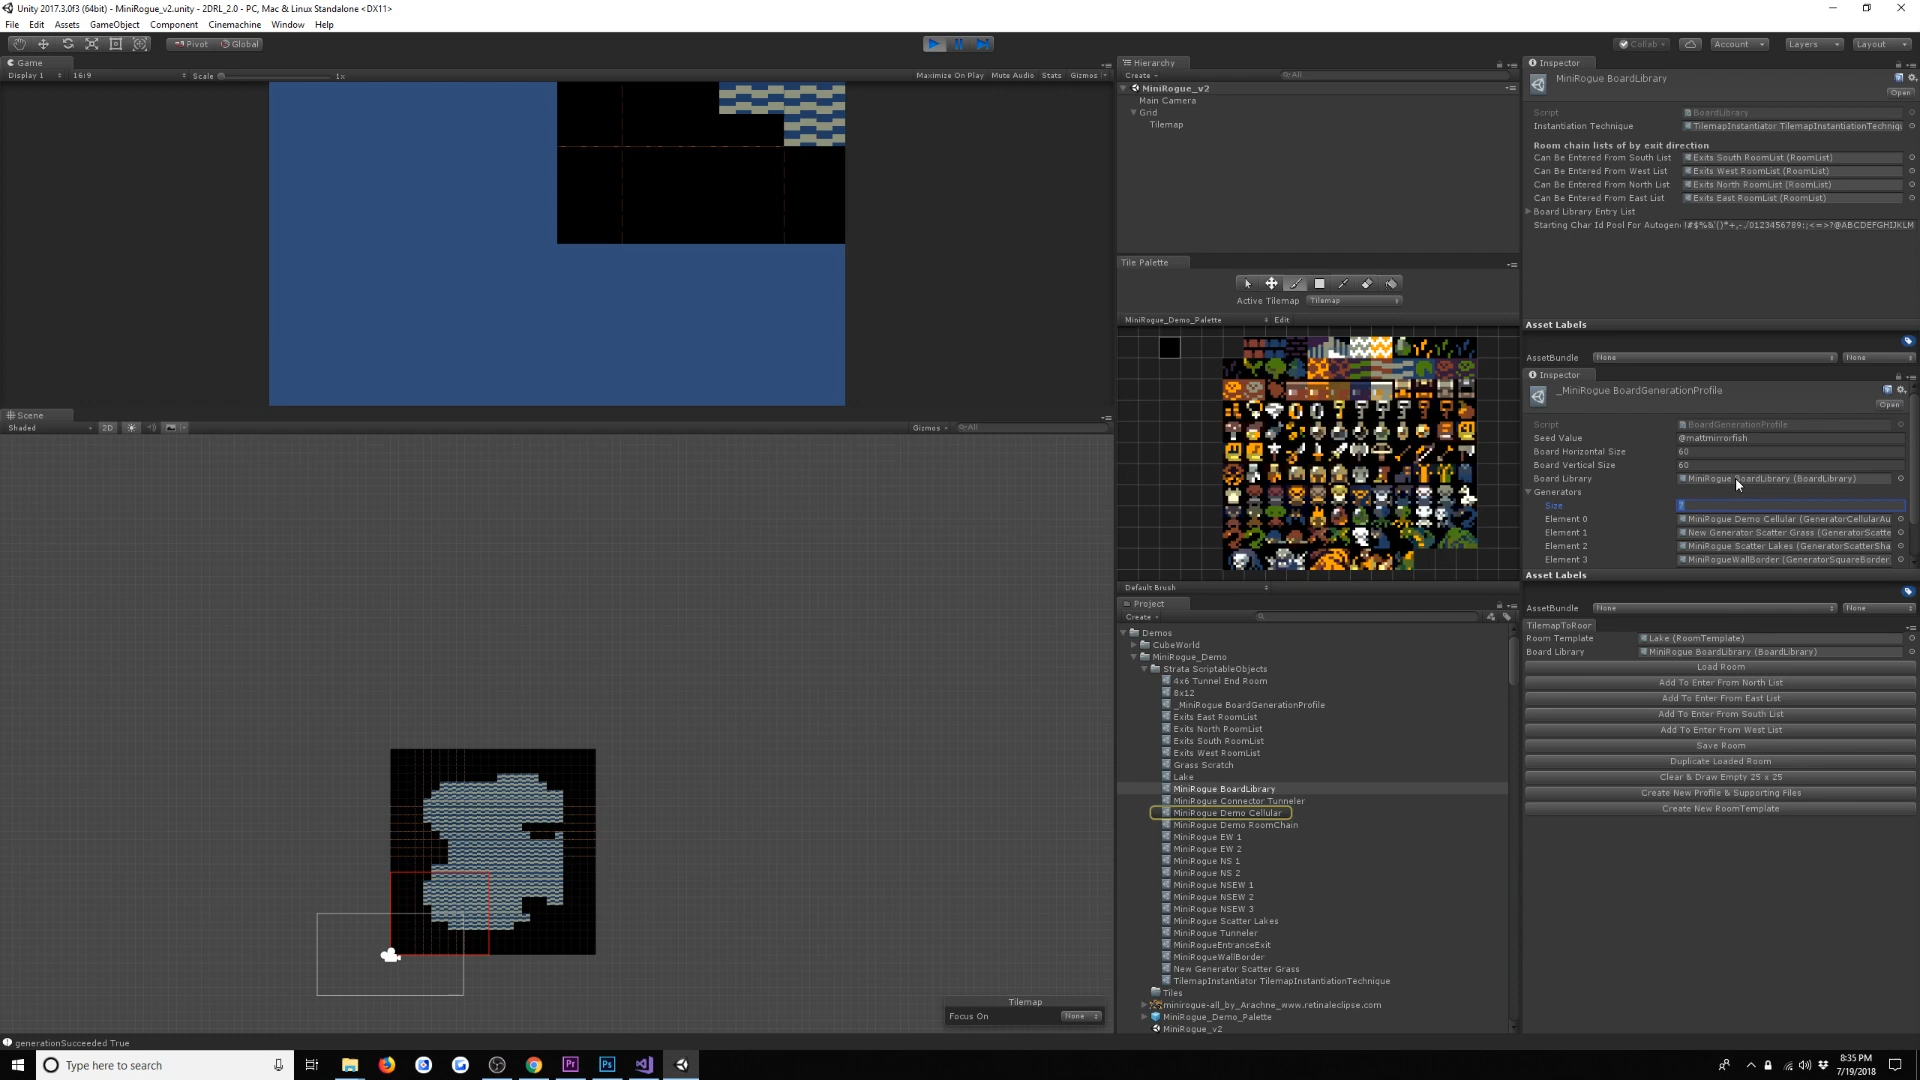 Unity 2017.3.0f3 (64bit) - MiniRogue_v2.unity - 2DRL_2.0 - PC, Mac & Linux Standalone <DX11>
File Edit Assets GameObject Component Cinemachine Window Help
Pivot Global
Collab Account Layers Layout
Game
Display 1 16:9 Scale 1x Maximize On Play Mute Audio Stats Gizmos
Scene
Shaded 2D Gizmos All
Tilemap
Focus On None
generationSucceeded True
Hierarchy
Create All
MiniRogue_v2
Main Camera
Grid
Tilemap
Tile Palette
Active Tilemap Tilemap
MiniRogue_Demo_Palette Edit
Default Brush
Project
Create
Demos
CubeWorld
MiniRogue_Demo
Strata ScriptableObjects
4x6 Tunnel End Room
8x12
_MiniRogue BoardGenerationProfile
Exits East RoomList
Exits North RoomList
Exits South RoomList
Exits West RoomList
Grass Scratch
Lake
MiniRogue BoardLibrary
MiniRogue Connector Tunneler
MiniRogue Demo Cellular
MiniRogue Demo RoomChain
MiniRogue EW 1
MiniRogue EW 2
MiniRogue NS 1
MiniRogue NS 2
MiniRogue NSEW 1
MiniRogue NSEW 2
MiniRogue NSEW 3
MiniRogue Scatter Lakes
MiniRogue Tunneler
MiniRogueEntranceExit
MiniRogueWallBorder
New Generator Scatter Grass
TilemapInstantiator TilemapInstantiationTechnique
Tiles
minirogue-all_by_Arachne_www.retinaleclipse.com
MiniRogue_Demo_Palette
MiniRogue_v2
Inspector
MiniRogue BoardLibrary
Open
Script BoardLibrary
Instantiation Technique TilemapInstantiator TilemapInstantiationTechniqu
Room chain lists of by exit direction
Can Be Entered From South List Exits South RoomList (RoomList)
Can Be Entered From West List Exits West RoomList (RoomList)
Can Be Entered From North List Exits North RoomList (RoomList)
Can Be Entered From East List Exits East RoomList (RoomList)
Board Library Entry List
Starting Char Id Pool For Autogen !#$%&'()*+,-./0123456789:;<=>?@ABCDEFGHIJKLM
Asset Labels
AssetBundle None None
Inspector
_MiniRogue BoardGenerationProfile
Open
Script BoardGenerationProfile
Seed Value @mattmirrorfish
Board Horizontal Size 60
Board Vertical Size 60
Board Library MiniRogue BoardLibrary (BoardLibrary)
Generators
Size
Element 0 MiniRogue Demo Cellular (GeneratorCellularAu
Element 1 New Generator Scatter Grass (GeneratorScatte
Element 2 MiniRogue Scatter Lakes (GeneratorScatterSha
Element 3 MiniRogueWallBorder (GeneratorSquareBorder
Asset Labels
AssetBundle None None
TilemapToRoor
Room Template Lake (RoomTemplate)
Board Library MiniRogue BoardLibrary (BoardLibrary)
Load Room
Add To Enter From North List
Add To Enter From East List
Add To Enter From South List
Add To Enter From West List
Save Room
Duplicate Loaded Room
Clear & Draw Empty 25 x 25
Create New Profile & Supporting Files
Create New RoomTemplate
Type here to search
8:35 PM
7/19/2018